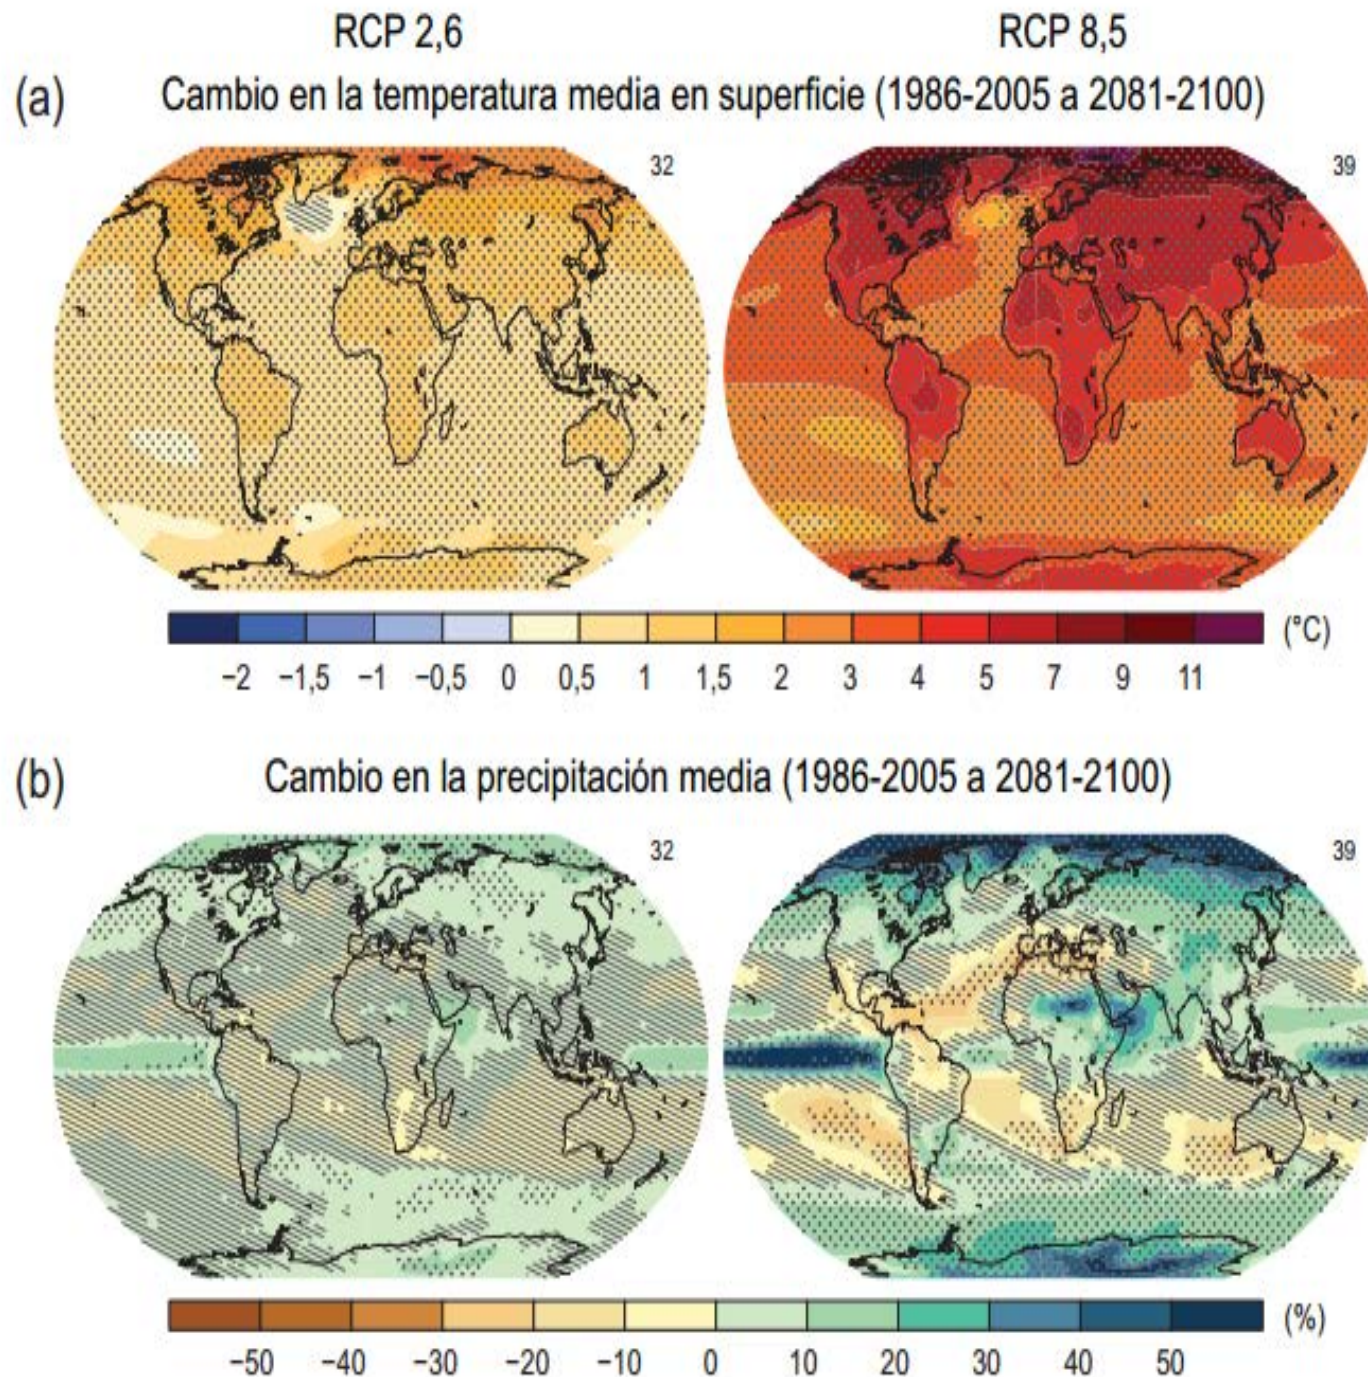 RCP 2,6 RCP 8,5
(a) Cambio en la temperatura media en superficie (1986-2005 a 2081-2100)
32 39
−2 −1,5 −1 −0,5 0 0,5 1 1,5 2 3 4 5 7 9 11 (°C)
(b) Cambio en la precipitación media (1986-2005 a 2081-2100)
32 39
−50 −40 −30 −20 −10 0 10 20 30 40 50 (%)